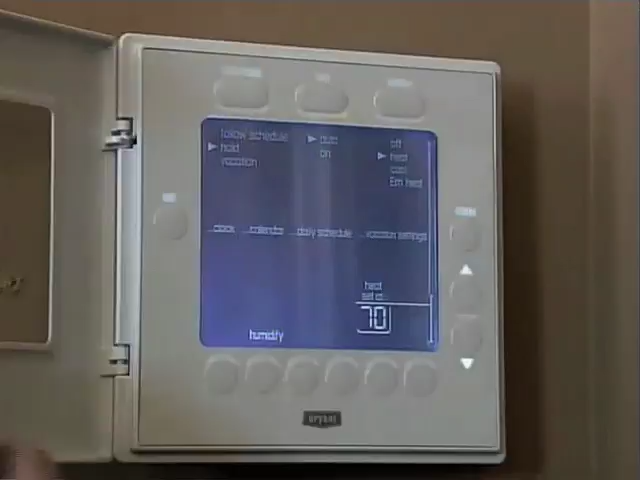 follow schedule
hold
vacation
auto
on
off
heat
cool
Em heat
clock calendar daily schedule vacation settings
heat
set at
70
humidify
bryant